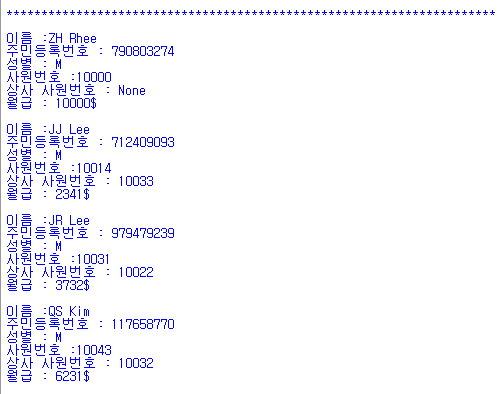 **********************************************************************
이름 :ZH Rhee
주민등록번호 : 790803274
성별 : M
사원번호 :10000
상사 사원번호 : None
월급 : 10000$
이름 :JJ Lee
주민등록번호 : 712409093
성별 : M
사원번호 :10014
상사 사원번호 : 10033
월급 : 2341$
이름 :JR Lee
주민등록번호 : 979479239
성별 : M
사원번호 :10031
상사 사원번호 : 10022
월급 : 3732$
이름 :QS Kim
주민등록번호 : 117658770
성별 : M
사원번호 :10043
상사 사원번호 : 10032
월급 : 6231$